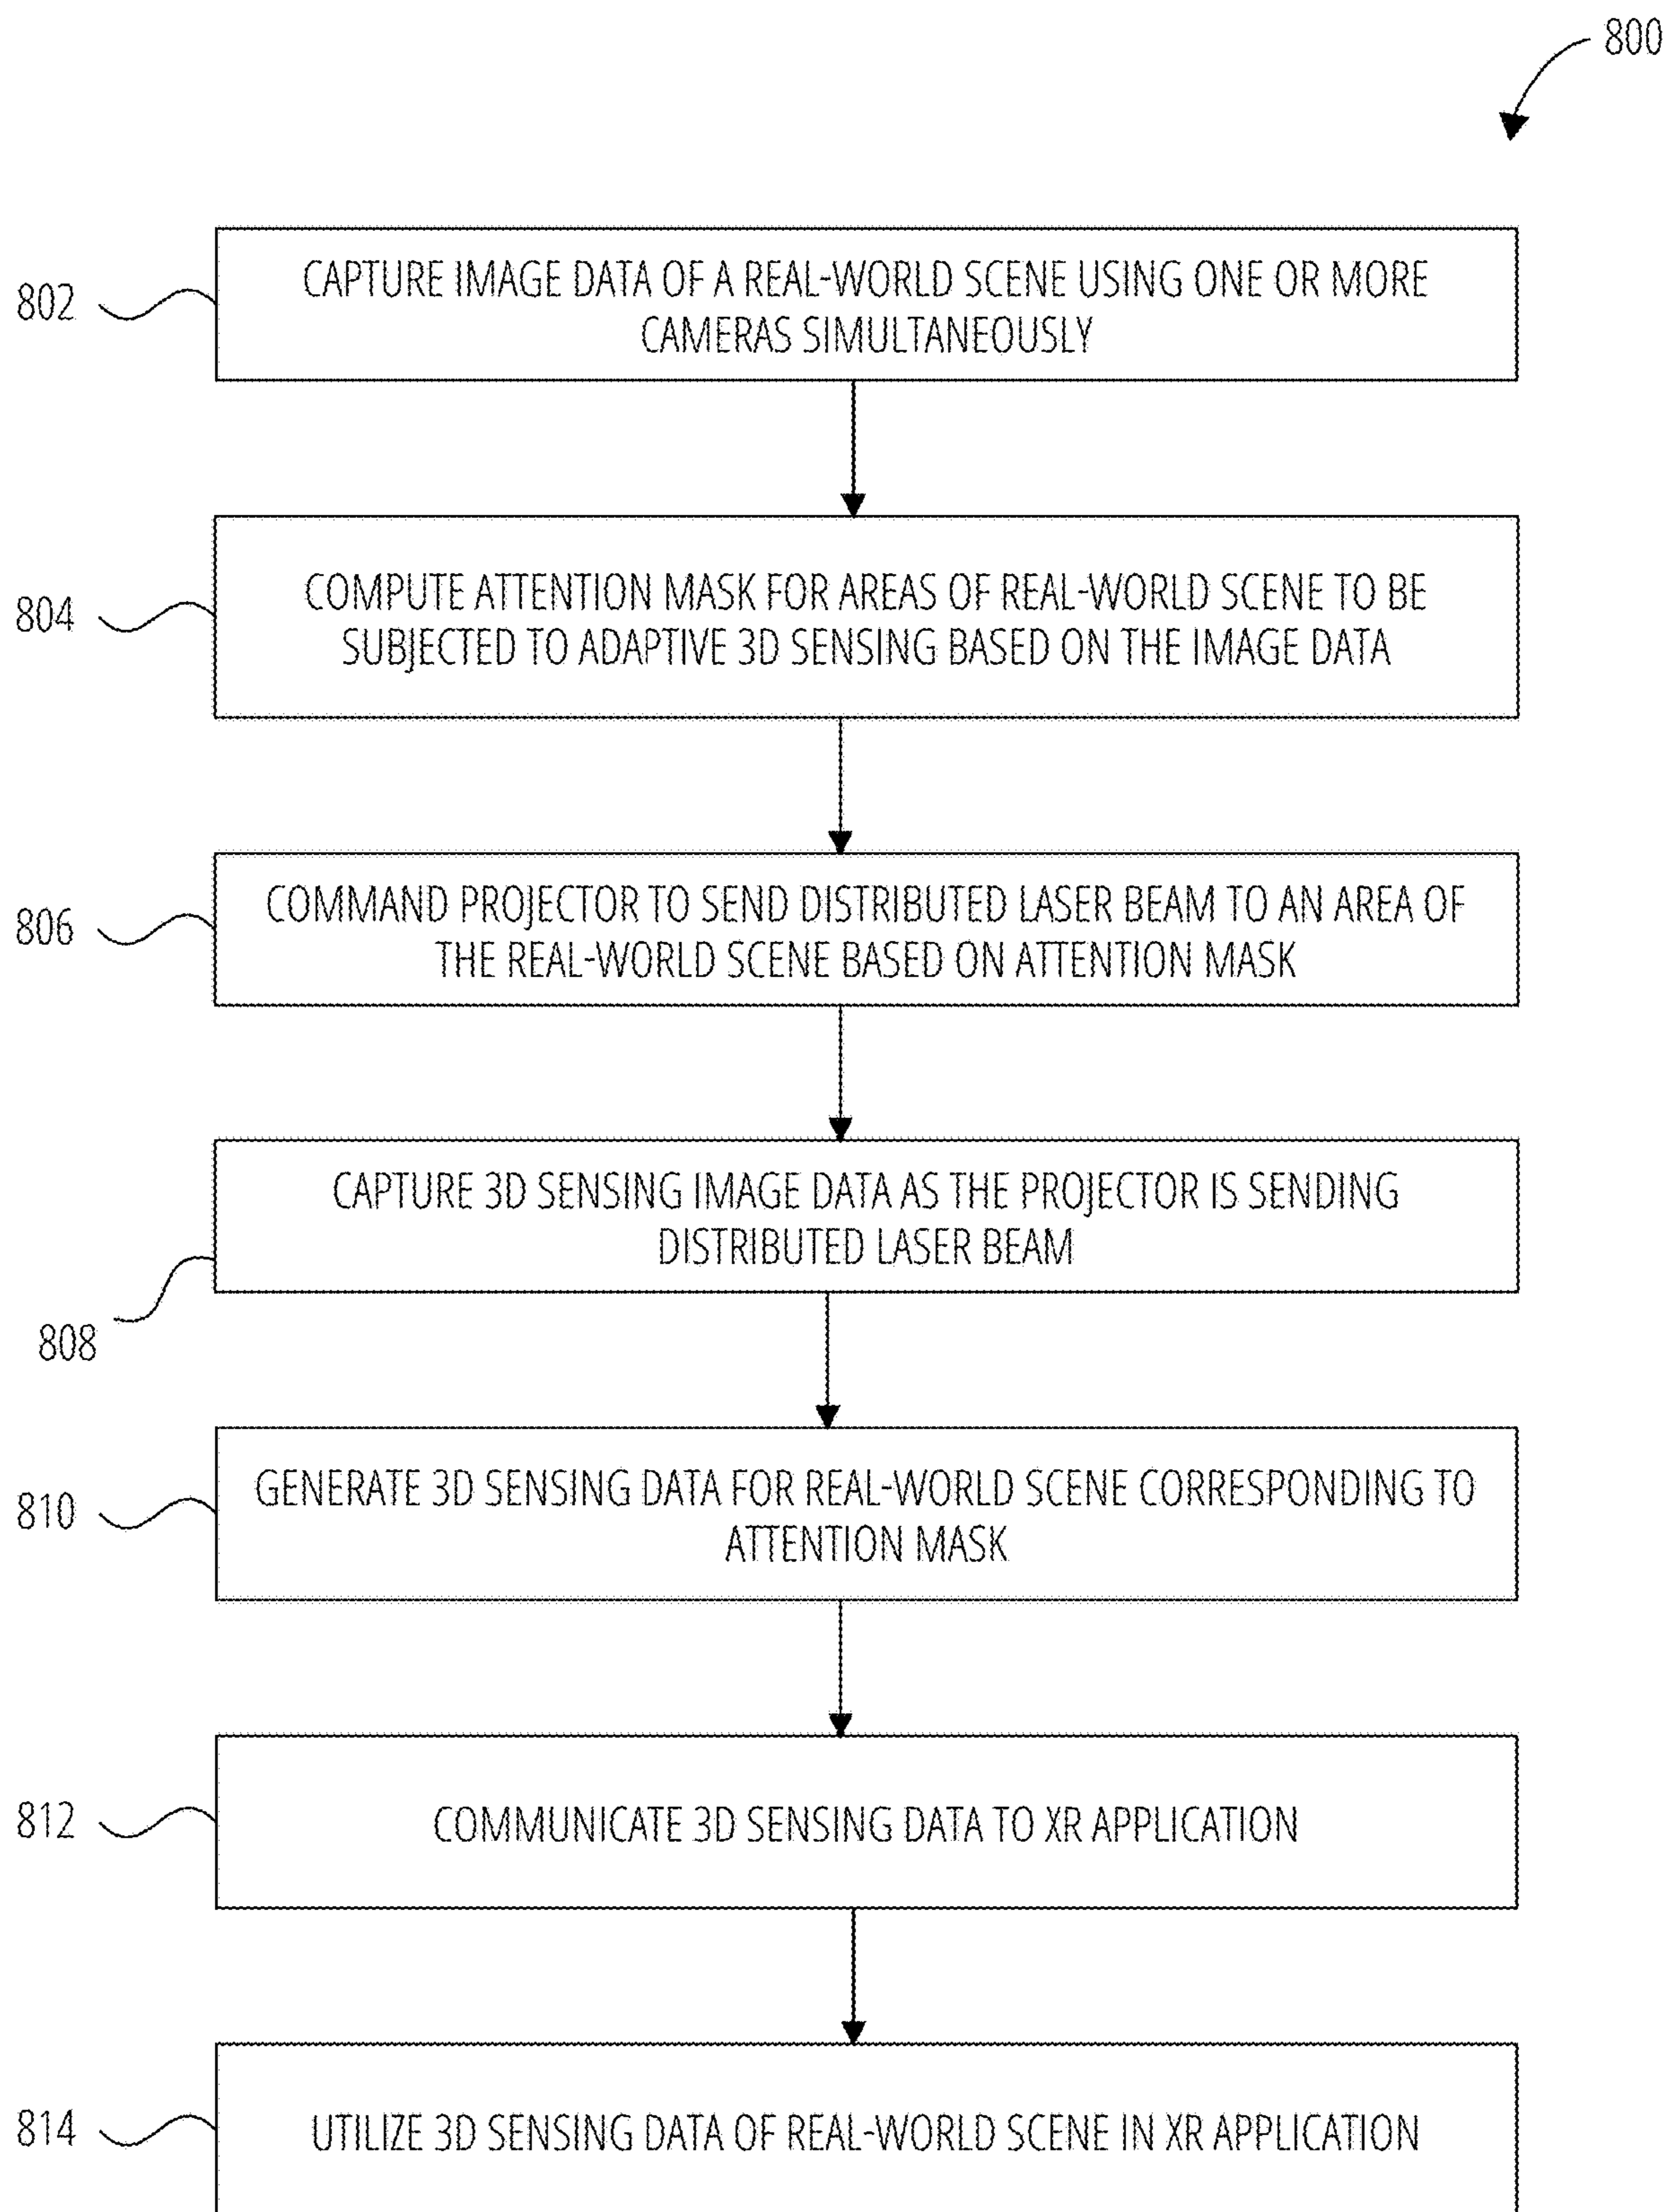 800
802
CAPTURE IMAGE DATA OF A REAL-WORLD SCENE USING ONE OR MORE
CAMERAS SIMULTANEOUSLY
804
COMPUTE ATTENTION MASK FOR AREAS OF REAL-WORLD SCENE TO BE
SUBJECTED TO ADAPTIVE 3D SENSING BASED ON THE IMAGE DATA
806
COMMAND PROJECTOR TO SEND DISTRIBUTED LASER BEAM TO AN AREA OF
THE REAL-WORLD SCENE BASED ON ATTENTION MASK
CAPTURE 3D SENSING IMAGE DATA AS THE PROJECTOR IS SENDING
DISTRIBUTED LASER BEAM
808
810
GENERATE 3D SENSING DATA FOR REAL-WORLD SCENE CORRESPONDING TO
ATTENTION MASK
812
COMMUNICATE 3D SENSING DATA TO XR APPLICATION
814
UTILIZE 3D SENSING DATA OF REAL-WORLD SCENE IN XR APPLICATION